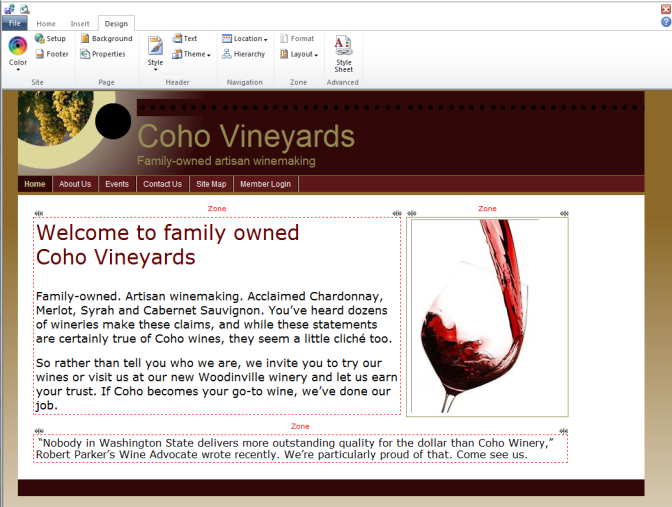 File Home Insert Design
Setup Background Text Location Format Style
Color Footer Properties Style Theme Hierarchy Layout Sheet
Site Page Header Navigation Zone Advanced
Coho Vineyards
Family-owned artisan winemaking
Home About Us Events Contact Us Site Map Member Login
Zone Zone
Welcome to family owned
Coho Vineyards
Family-owned. Artisan winemaking. Acclaimed Chardonnay,
Merlot, Syrah and Cabernet Sauvignon. You’ve heard dozens
of wineries make these claims, and while these statements
are certainly true of Coho wines, they seem a little cliché too.
So rather than tell you who we are, we invite you to try our
wines or visit us at our new Woodinville winery and let us earn
your trust. If Coho becomes your go-to wine, we’ve done our
job.
Zone
“Nobody in Washington State delivers more outstanding quality for the dollar than Coho Winery,”
Robert Parker’s Wine Advocate wrote recently. We’re particularly proud of that. Come see us.